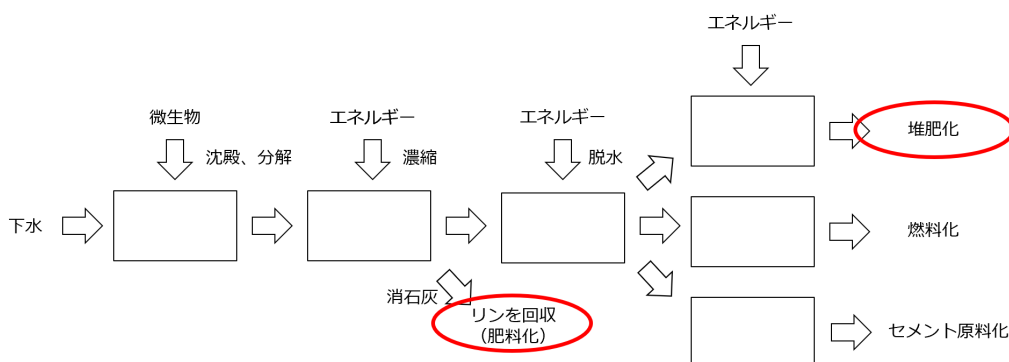 エネルギー
微生物
エネルギー
エネルギー
沈殿、分解
濃縮
脱水
堆肥化
下水
燃料化
消石灰
リンを回収
（肥料化）
セメント原料化